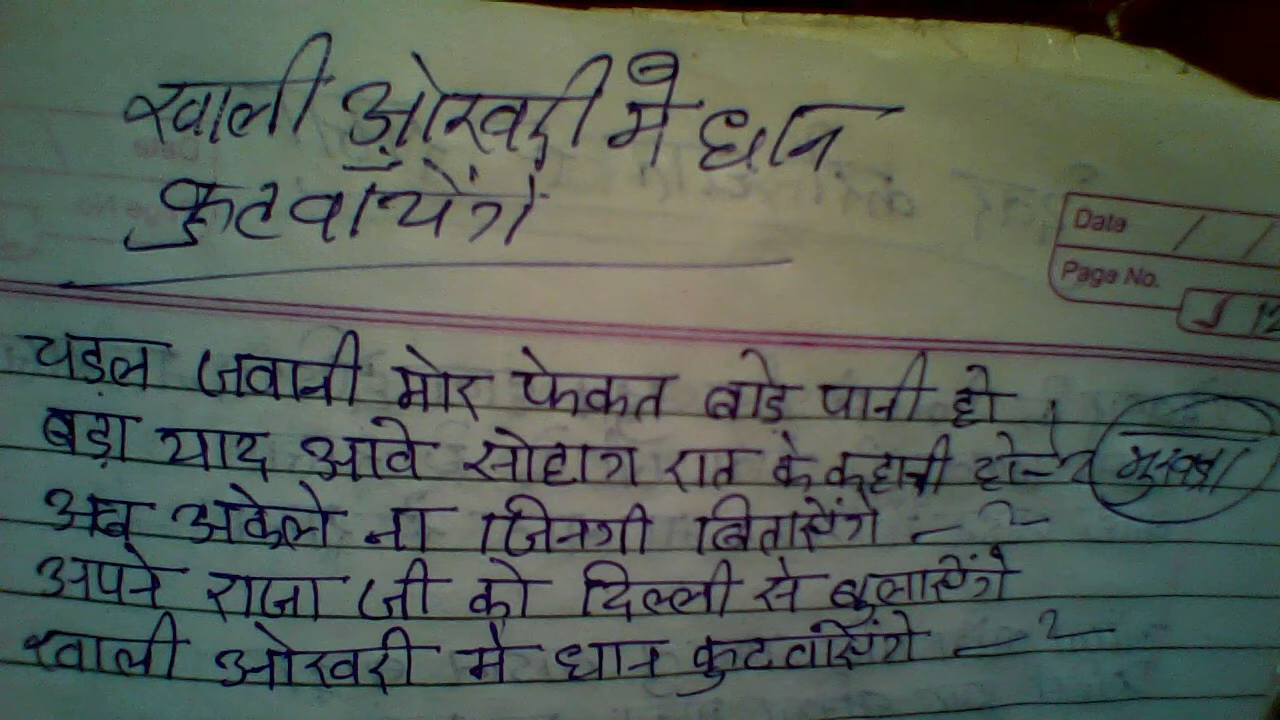 खाली ओखरी मे धान
कुटवायेंगे
Date / /
Page No.
चड़ल जवानी मोर फेकत बाडे पानी हो
बड़ा याद आवे सोहाग रात के कहानी हो-2
मुखड़ा
अब अकेले ना जिनगी बितायेंगे - 2
अपने राजा जी को दिल्ली से बुलायेंगे
खाली ओखरी मे धान कुटवायेंगे - 2